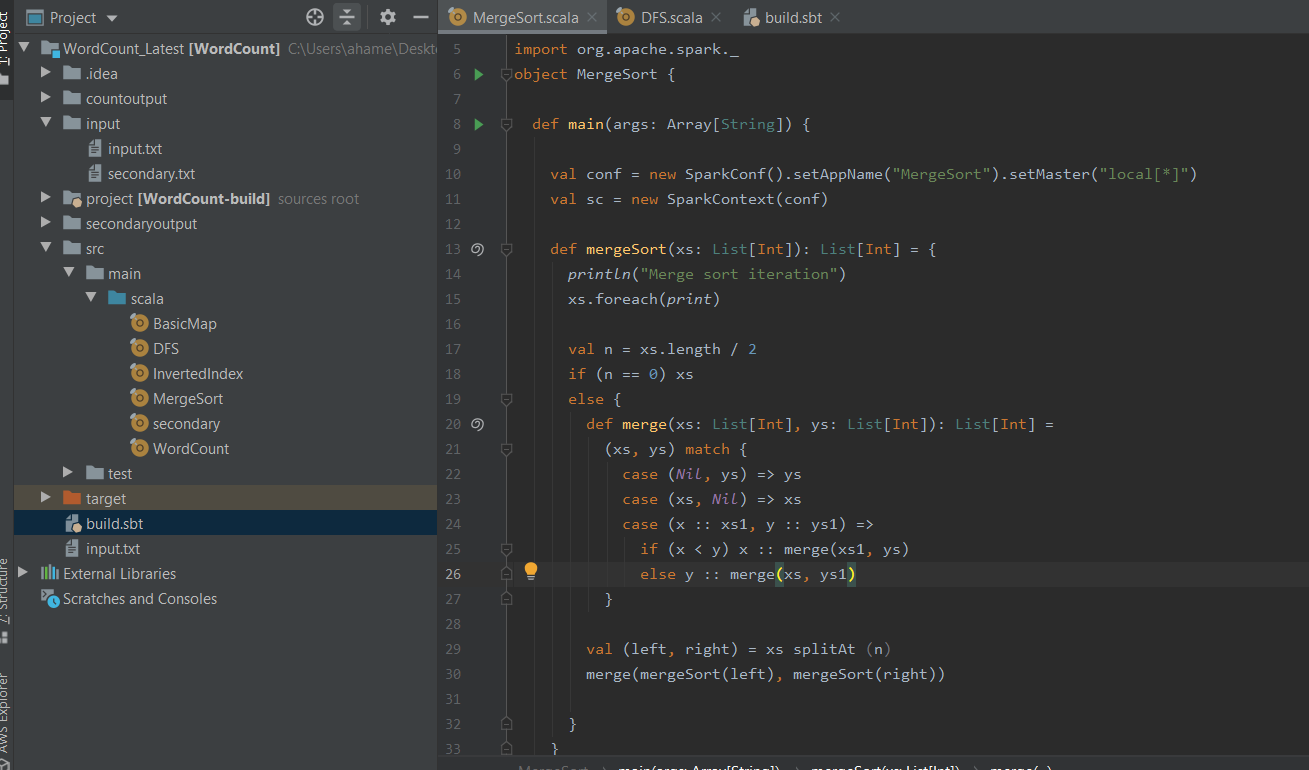 Project
MergeSort.scala
DFS.scala
build.sbt
1: Project
WordCount_Latest [WordCount] C:\Users\ahame\Deskt
.idea
countoutput
input
input.txt
secondary.txt
project [WordCount-build] sources root
secondaryoutput
src
main
scala
BasicMap
DFS
InvertedIndex
MergeSort
secondary
WordCount
test
target
build.sbt
input.txt
External Libraries
Scratches and Consoles
7: Structure
AWS Explorer
5 import org.apache.spark._
6 object MergeSort {
7
8 def main(args: Array[String]) {
9
10 val conf = new SparkConf().setAppName("MergeSort").setMaster("local[*]")
11 val sc = new SparkContext(conf)
12
13 def mergeSort(xs: List[Int]): List[Int] = {
14 println("Merge sort iteration")
15 xs.foreach(print)
16
17 val n = xs.length / 2
18 if (n == 0) xs
19 else {
20 def merge(xs: List[Int], ys: List[Int]): List[Int] =
21 (xs, ys) match {
22 case (Nil, ys) => ys
23 case (xs, Nil) => xs
24 case (x :: xs1, y :: ys1) =>
25 if (x < y) x :: merge(xs1, ys)
26 else y :: merge(xs, ys1)
27 }
28
29 val (left, right) = xs splitAt (n)
30 merge(mergeSort(left), mergeSort(right))
31
32 }
33 }
MergeSort main(args: Array[String]) mergeSort(xs: List[Int]) merge(…)